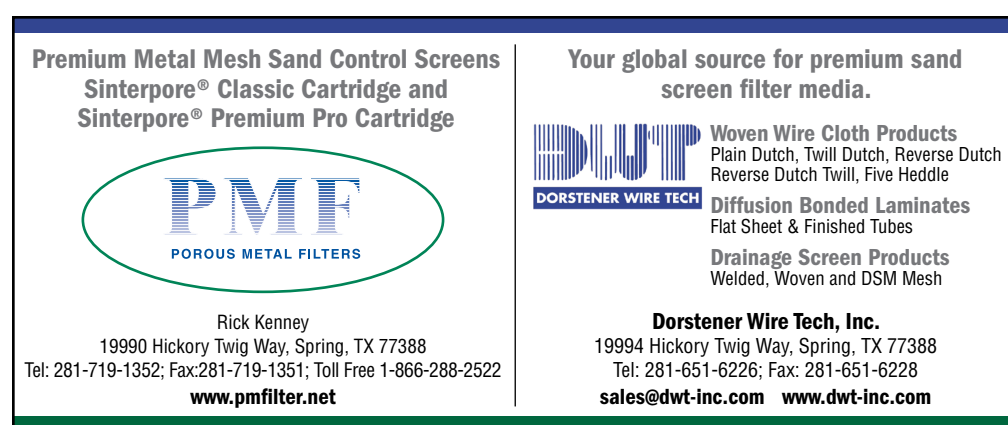 Premium Metal Mesh Sand Control Screens
Sinterpore® Classic Cartridge and
Sinterpore® Premium Pro Cartridge
PMF
POROUS METAL FILTERS
Rick Kenney
19990 Hickory Twig Way, Spring, TX 77388
Tel: 281-719-1352; Fax:281-719-1351; Toll Free 1-866-288-2522
www.pmfilter.net
Your global source for premium sand
screen filter media.
DWT
DORSTENER WIRE TECH
Woven Wire Cloth Products
Plain Dutch, Twill Dutch, Reverse Dutch
Reverse Dutch Twill, Five Heddle
Diffusion Bonded Laminates
Flat Sheet & Finished Tubes
Drainage Screen Products
Welded, Woven and DSM Mesh
Dorstener Wire Tech, Inc.
19994 Hickory Twig Way, Spring, TX 77388
Tel: 281-651-6226; Fax: 281-651-6228
sales@dwt-inc.com www.dwt-inc.com